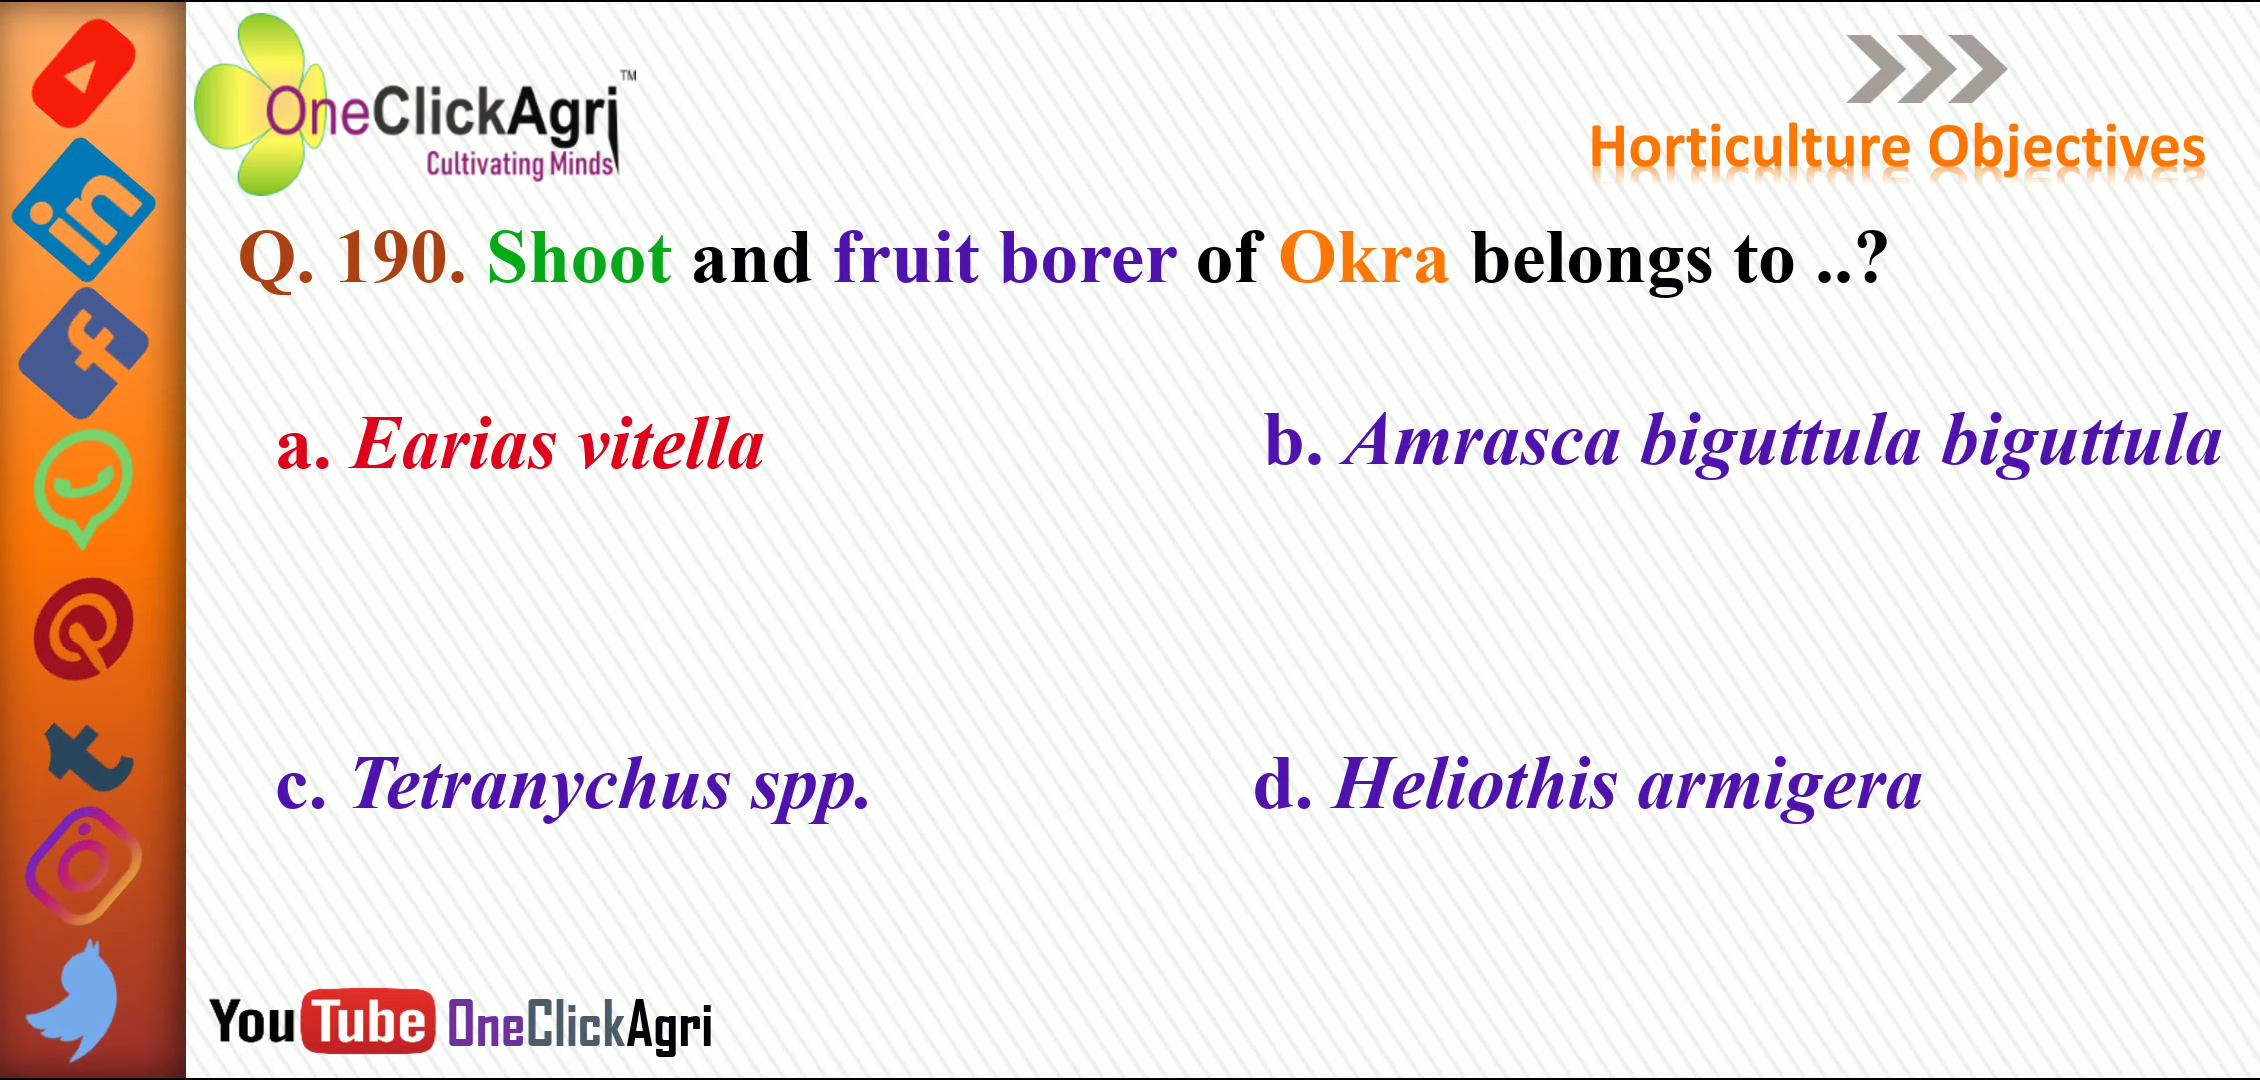 OneClickAgri™
Cultivating Minds
Horticulture Objectives
Q. 190. Shoot and fruit borer of Okra belongs to ..?
a. Earias vitella
b. Amrasca biguttula biguttula
c. Tetranychus spp.
d. Heliothis armigera
YouTube OneClickAgri